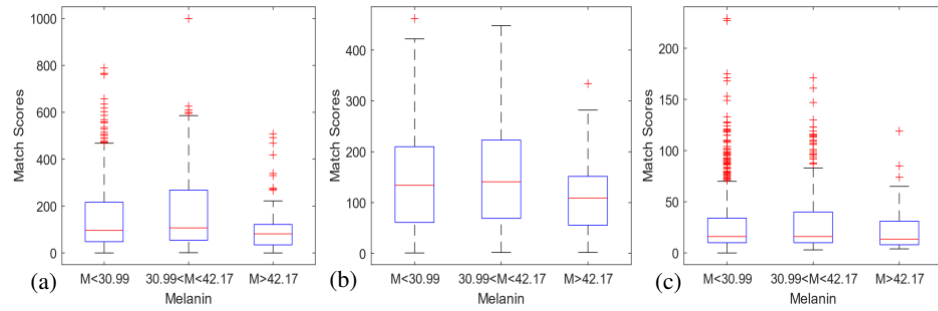 1000
800
600
400
200
0
Match Scores
M<30.99 30.99<M<42.17 M>42.17
Melanin
(a)
400
300
200
100
0
Match Scores
M<30.99 30.99<M<42.17 M>42.17
Melanin
(b)
200
150
100
50
0
Match Scores
M<30.99 30.99<M<42.17 M>42.17
Melanin
(c)